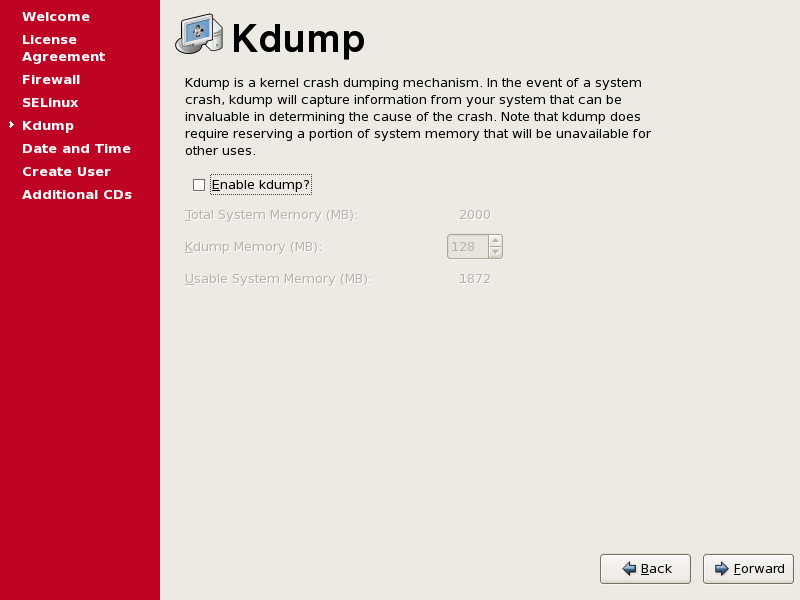 Welcome
License
Agreement
Firewall
SELinux
Kdump
Date and Time
Create User
Additional CDs
Kdump
Kdump is a kernel crash dumping mechanism. In the event of a system
crash, kdump will capture information from your system that can be
invaluable in determining the cause of the crash. Note that kdump does
require reserving a portion of system memory that will be unavailable for
other uses.
Enable kdump?
Total System Memory (MB): 2000
Kdump Memory (MB): 128
Usable System Memory (MB): 1872
Back Forward